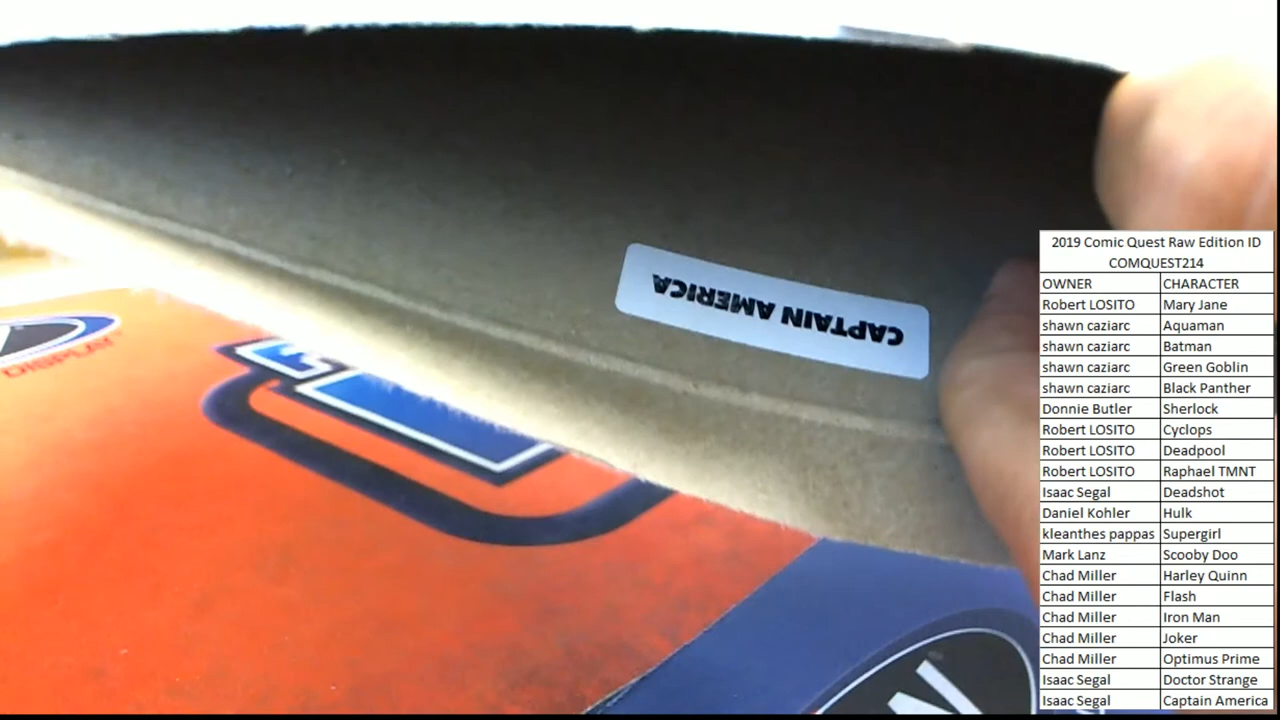 CAPTAIN AMERICA
DISPLAY
2019 Comic Quest Raw Edition ID
COMQUEST214
OWNER CHARACTER
Robert LOSITO Mary Jane
shawn caziarc Aquaman
shawn caziarc Batman
shawn caziarc Green Goblin
shawn caziarc Black Panther
Donnie Butler Sherlock
Robert LOSITO Cyclops
Robert LOSITO Deadpool
Robert LOSITO Raphael TMNT
Isaac Segal Deadshot
Daniel Kohler Hulk
kleanthes pappas Supergirl
Mark Lanz Scooby Doo
Chad Miller Harley Quinn
Chad Miller Flash
Chad Miller Iron Man
Chad Miller Joker
Chad Miller Optimus Prime
Isaac Segal Doctor Strange
Isaac Segal Captain America